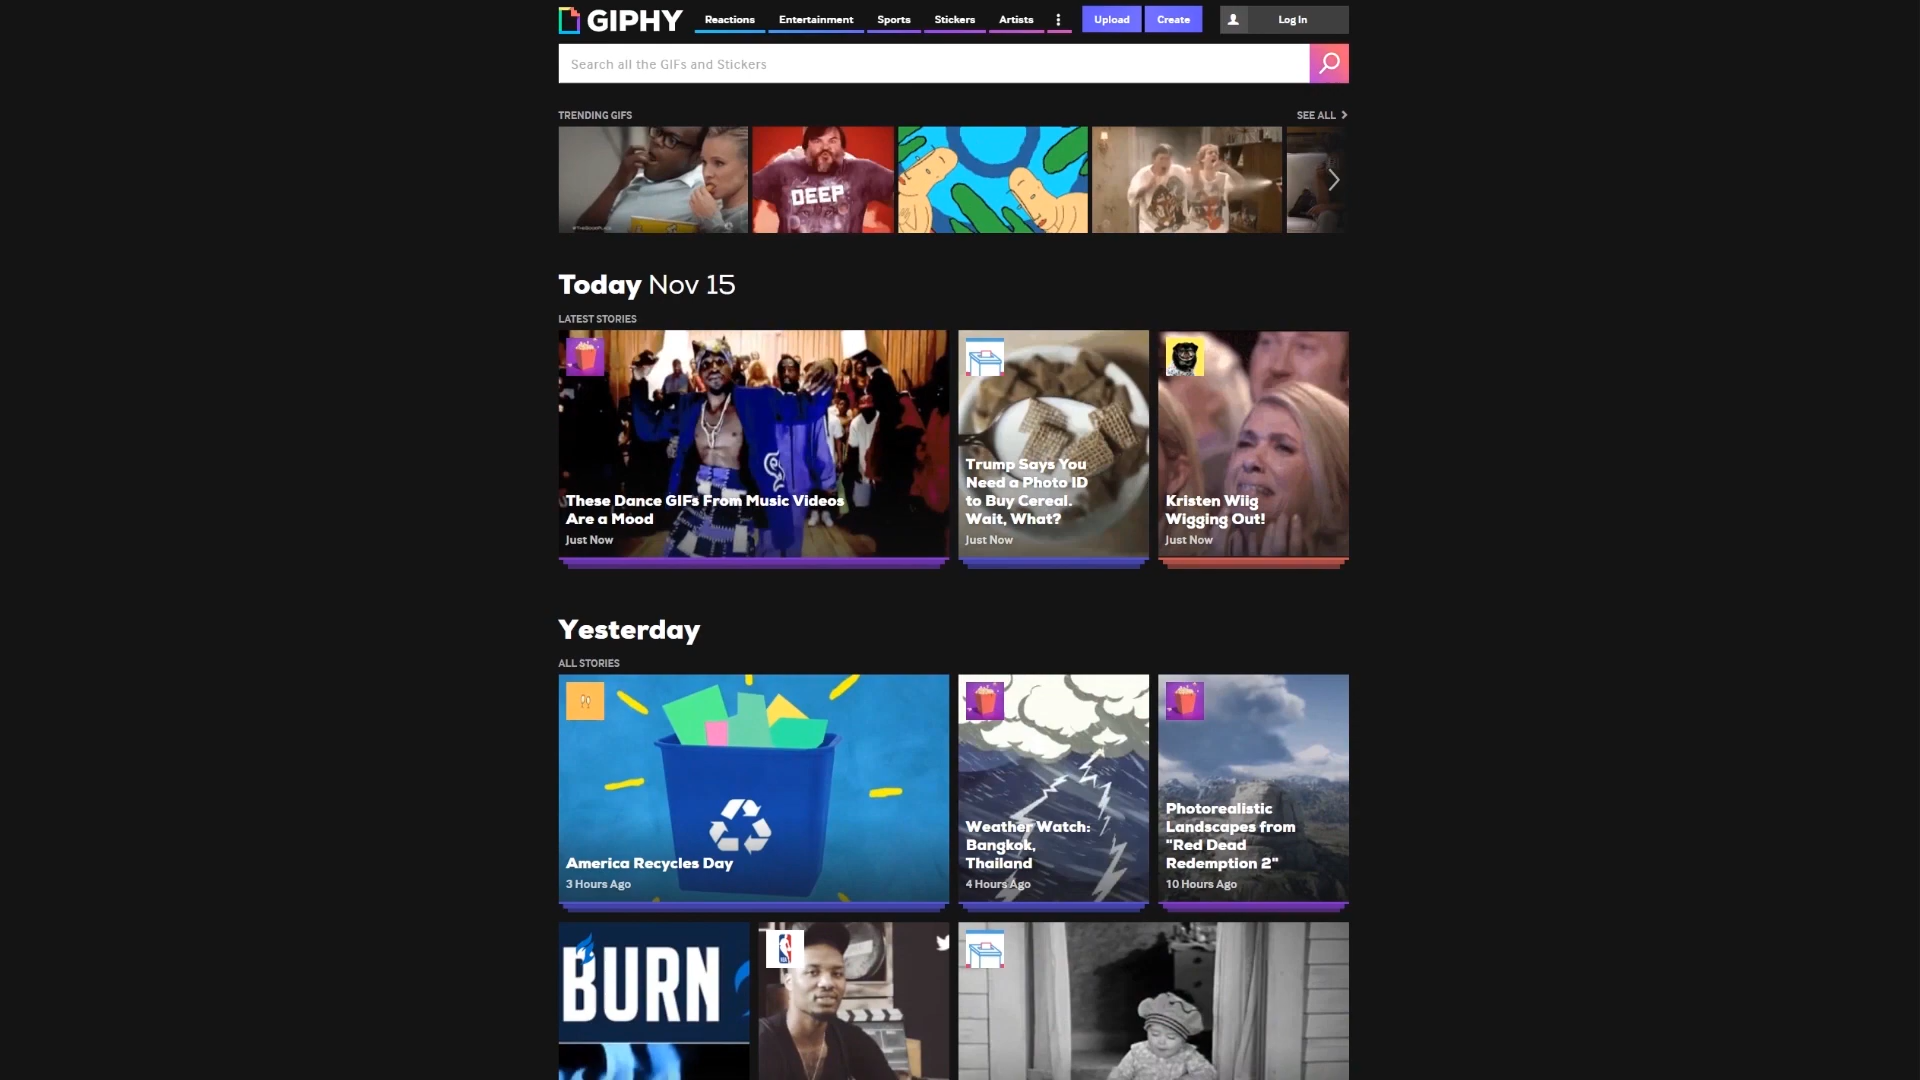 GIPHY
Reactions
Entertainment
Sports
Stickers
Artists
Upload
Create
Log In
Search all the GIFs and Stickers
TRENDING GIFS
SEE ALL
DEEP
Today Nov 15
LATEST STORIES
These Dance GIFs From Music Videos
Are a Mood
Just Now
Trump Says You
Need a Photo ID
to Buy Cereal.
Wait, What?
Just Now
Kristen Wiig
Wigging Out!
Just Now
Yesterday
ALL STORIES
America Recycles Day
3 Hours Ago
Weather Watch:
Bangkok,
Thailand
4 Hours Ago
Photorealistic
Landscapes from
"Red Dead
Redemption 2"
10 Hours Ago
BURN